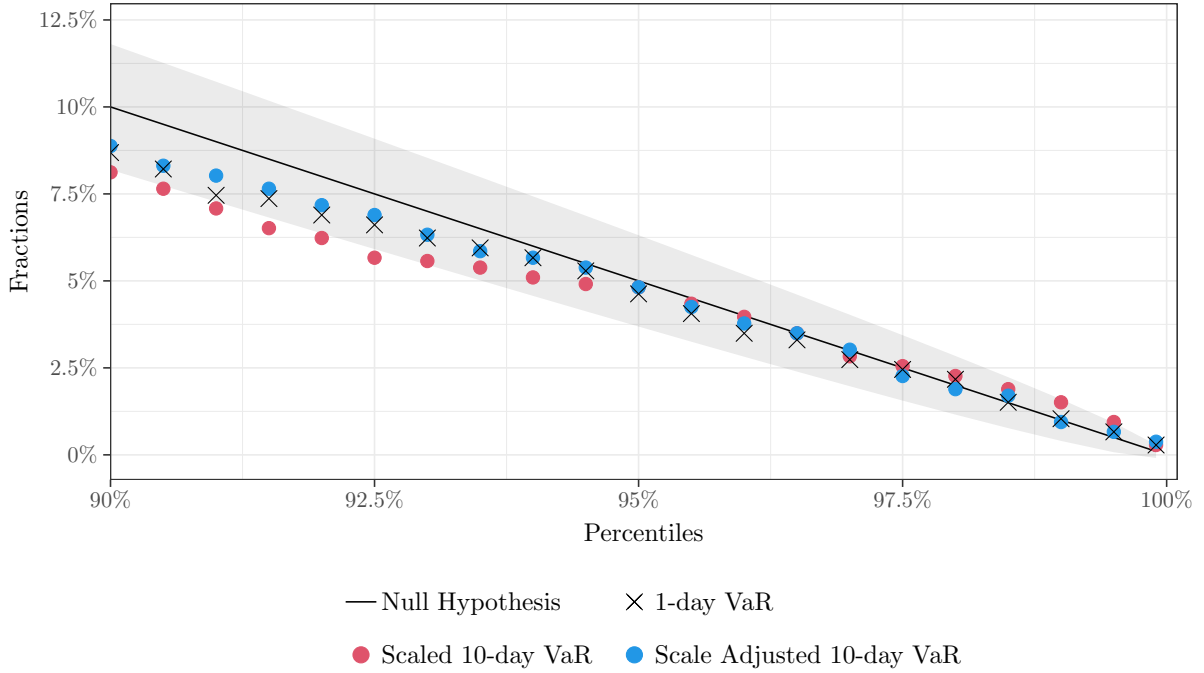 12.5%
10%
7.5%
5%
2.5%
0%
Fractions
90%
92.5%
95%
97.5%
100%
Percentiles
Null Hypothesis
1-day VaR
Scaled 10-day VaR
Scale Adjusted 10-day VaR